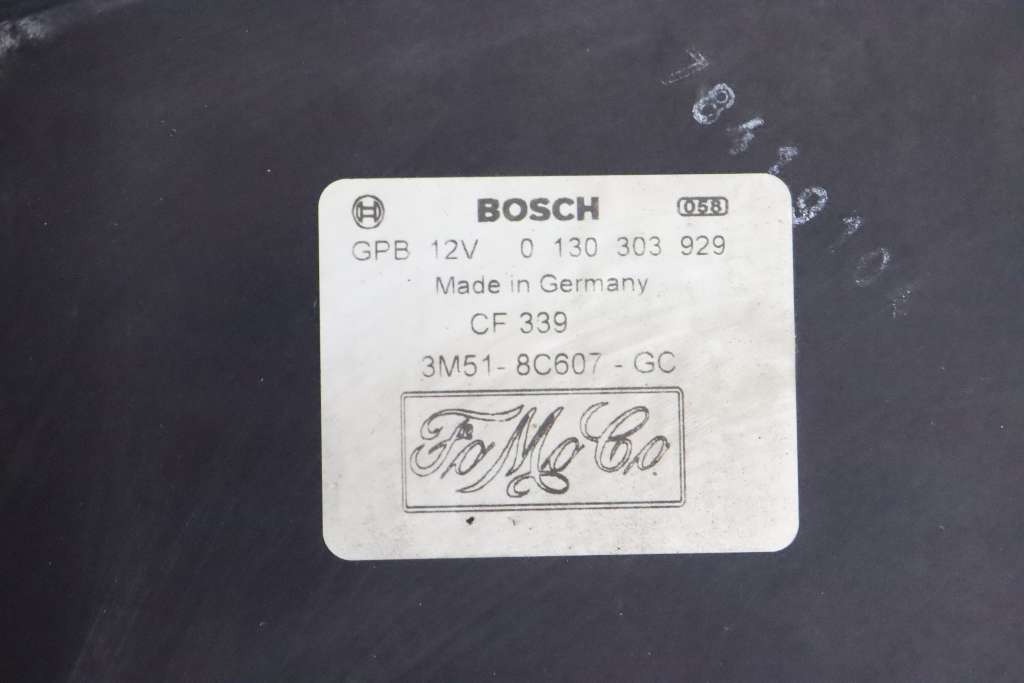 BOSCH 058
GPB 12V 0 130 303 929
Made in Germany
CF 339
3M51- 8C607 - GC
FoMoCo